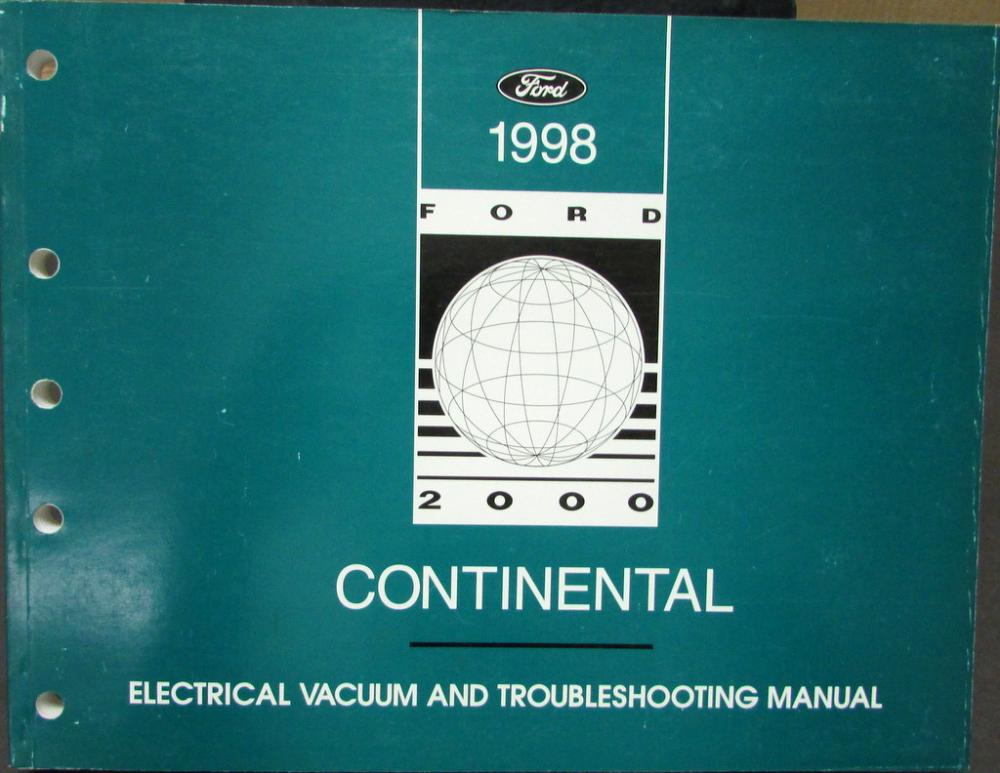 Ford
1998
FORD
2000
CONTINENTAL
ELECTRICAL VACUUM AND TROUBLESHOOTING MANUAL